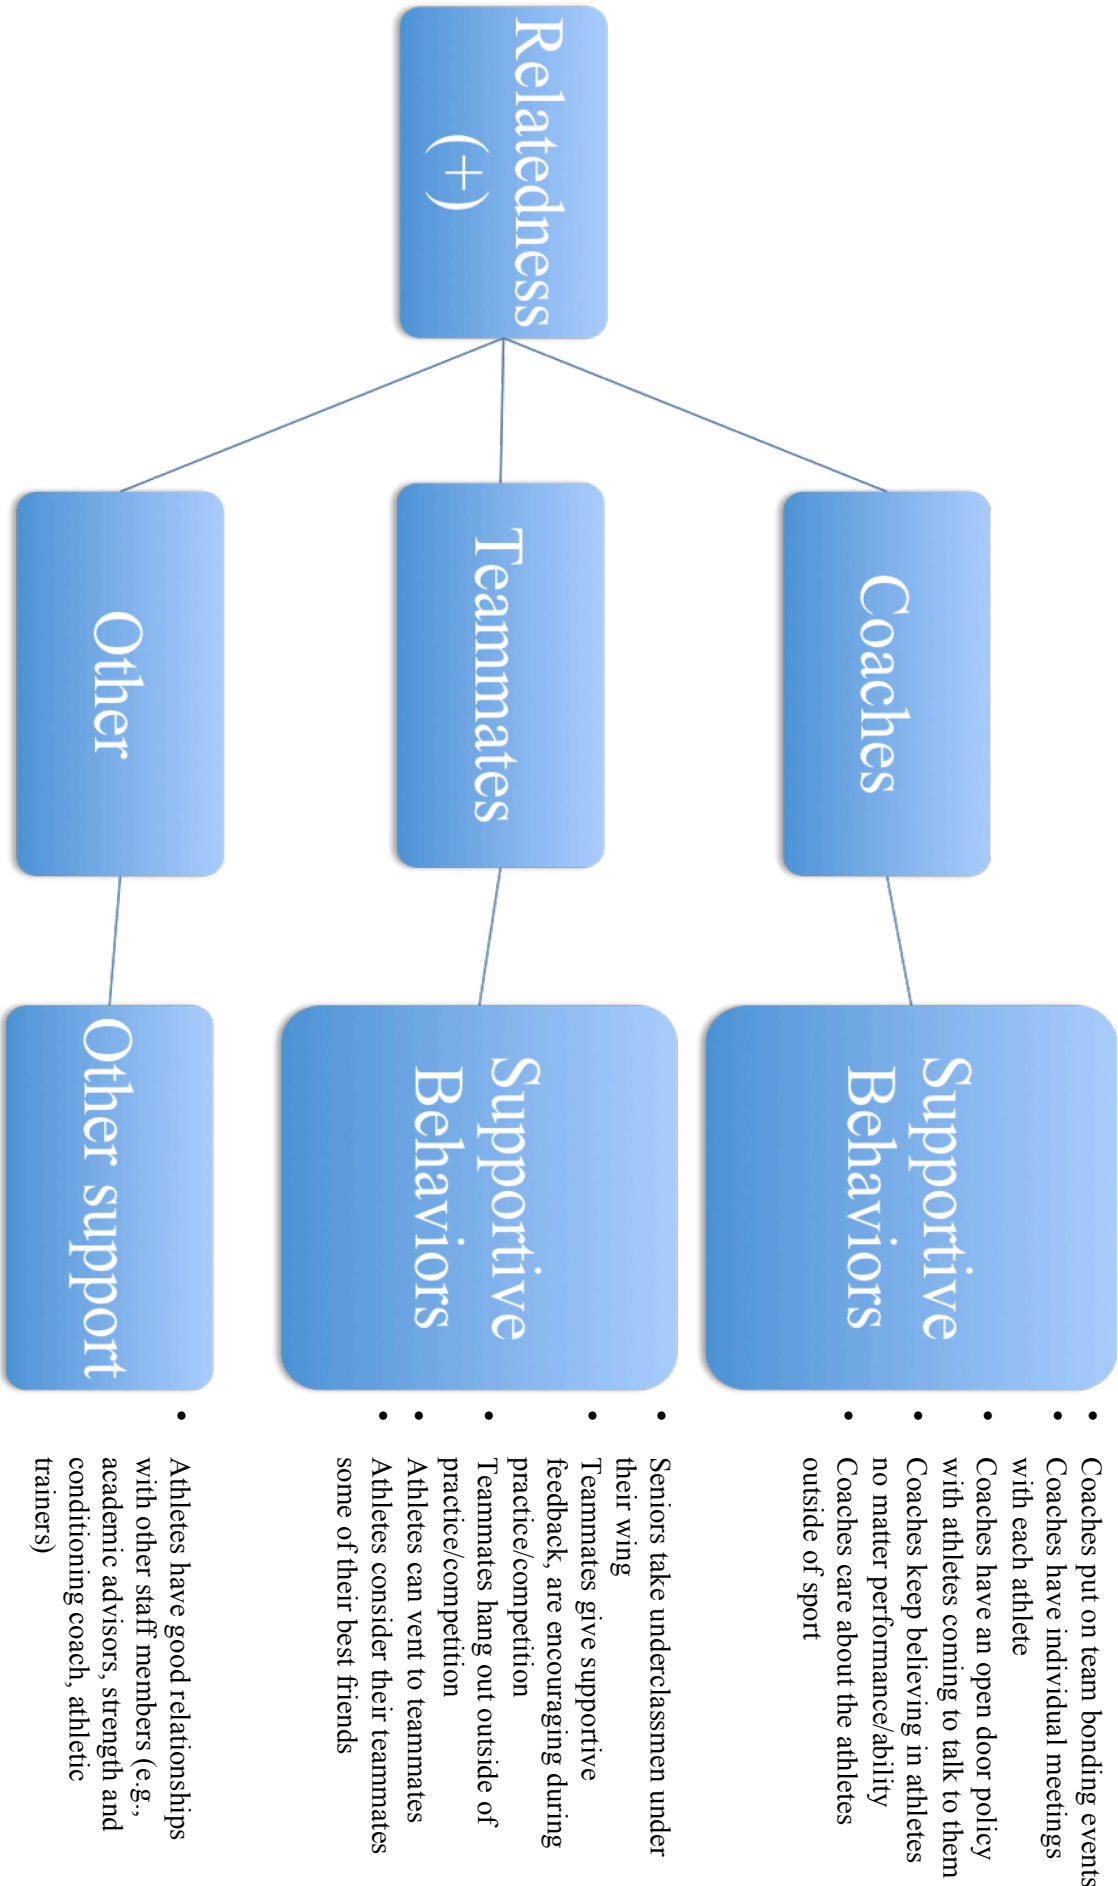 Relatedness
(+)
Coaches
Supportive
Behaviors
• Coaches put on team bonding events
• Coaches have individual meetings
with each athlete
• Coaches have an open door policy
with athletes coming to talk to them
• Coaches keep believing in athletes
no matter performance/ability
• Coaches care about the athletes
outside of sport
Teammates
Supportive
Behaviors
• Seniors take underclassmen under
their wing
• Teammates give supportive
feedback, are encouraging during
practice/competition
• Teammates hang out outside of
practice/competition
• Athletes can vent to teammates
• Athletes consider their teammates
some of their best friends
Other
Other support
• Athletes have good relationships
with other staff members (e.g.,
academic advisors, strength and
conditioning coach, athletic
trainers)